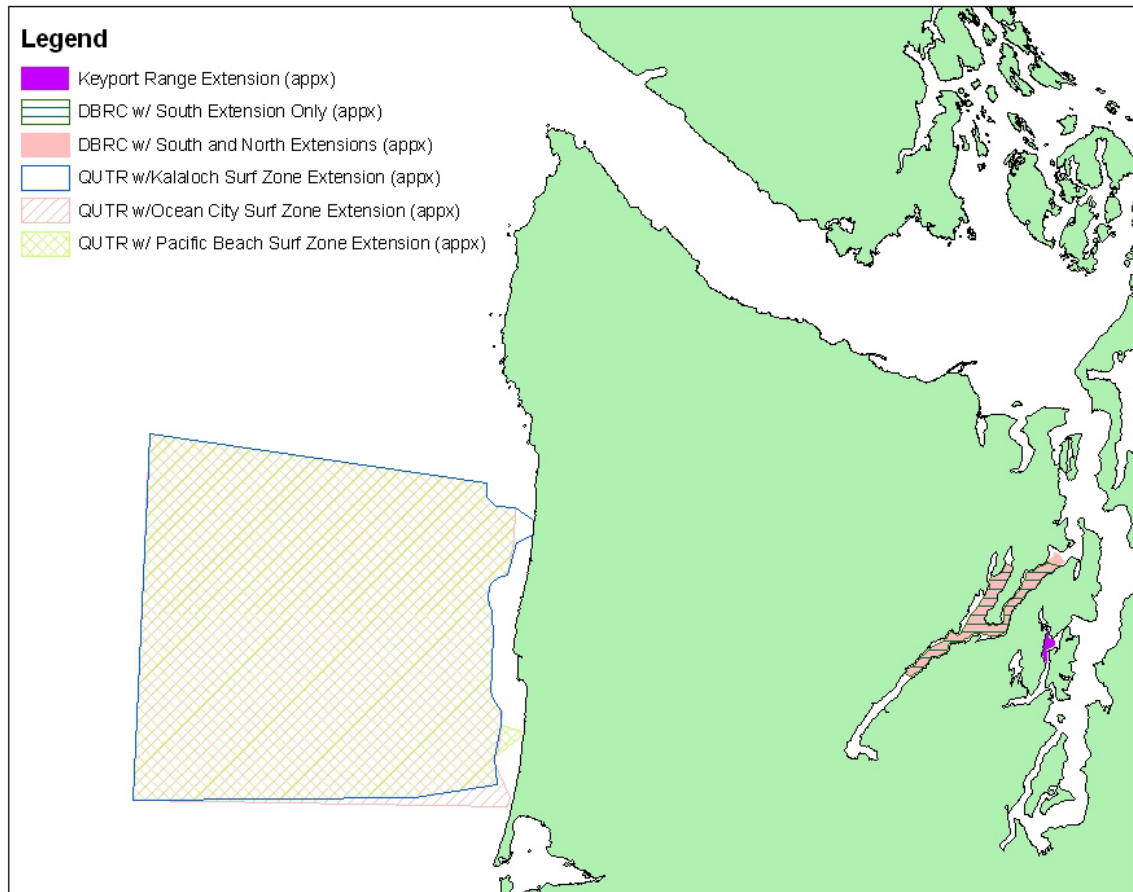 Legend
Keyport Range Extension (appx)
DBRC w/ South Extension Only (appx)
DBRC w/ South and North Extensions (appx)
QUTR w/Kalaloch Surf Zone Extension (appx)
QUTR w/Ocean City Surf Zone Extension (appx)
QUTR w/ Pacific Beach Surf Zone Extension (appx)